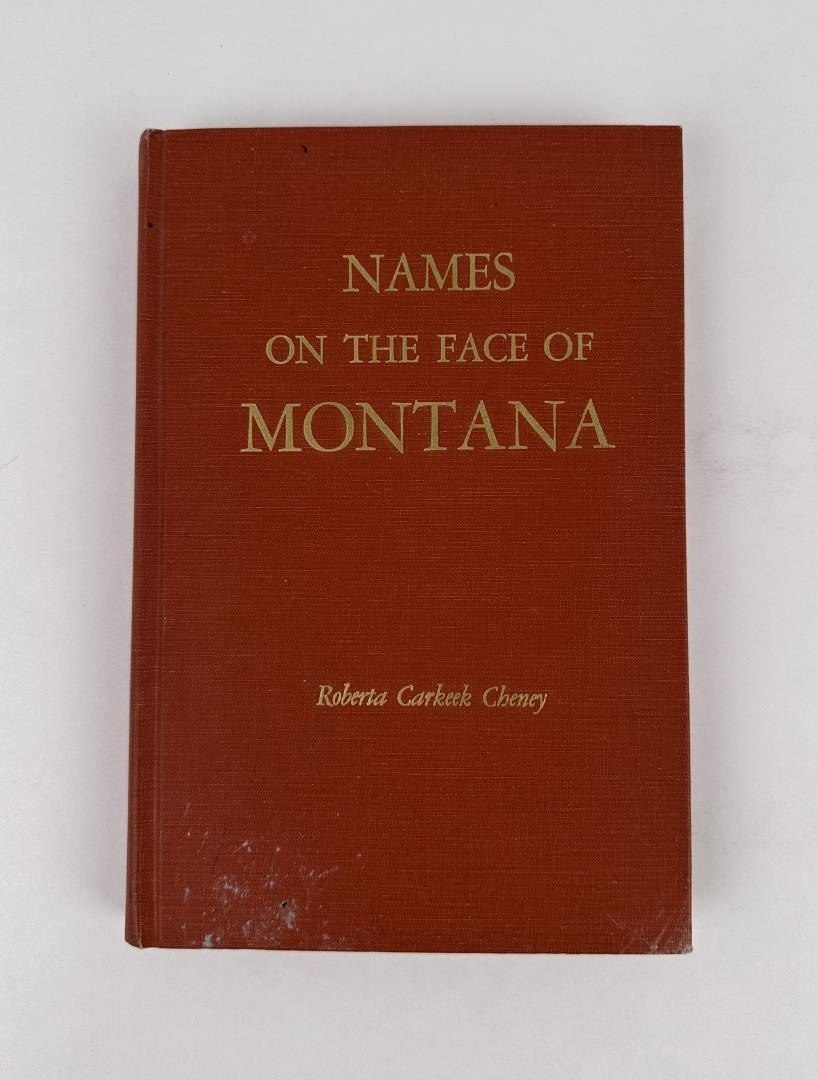 NAMES
ON THE FACE OF
MONTANA
Roberta Carkeek Cheney